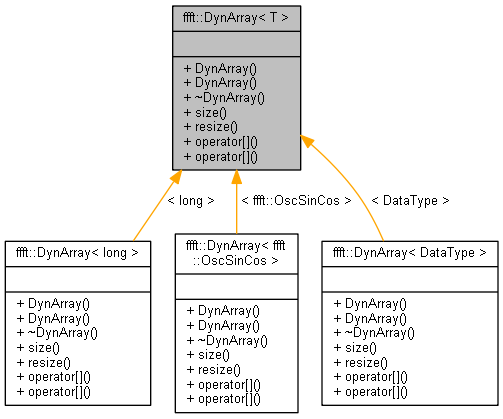 ffft::DynArray< T >
+ DynArray()
+ DynArray()
+ ~DynArray()
+ size()
+ resize()
+ operator[]()
+ operator[]()
< long >
< ffft::OscSinCos >
< DataType >
ffft::DynArray< long >
+ DynArray()
+ DynArray()
+ ~DynArray()
+ size()
+ resize()
+ operator[]()
+ operator[]()
ffft::DynArray< ffft
::OscSinCos >
+ DynArray()
+ DynArray()
+ ~DynArray()
+ size()
+ resize()
+ operator[]()
+ operator[]()
ffft::DynArray< DataType >
+ DynArray()
+ DynArray()
+ ~DynArray()
+ size()
+ resize()
+ operator[]()
+ operator[]()